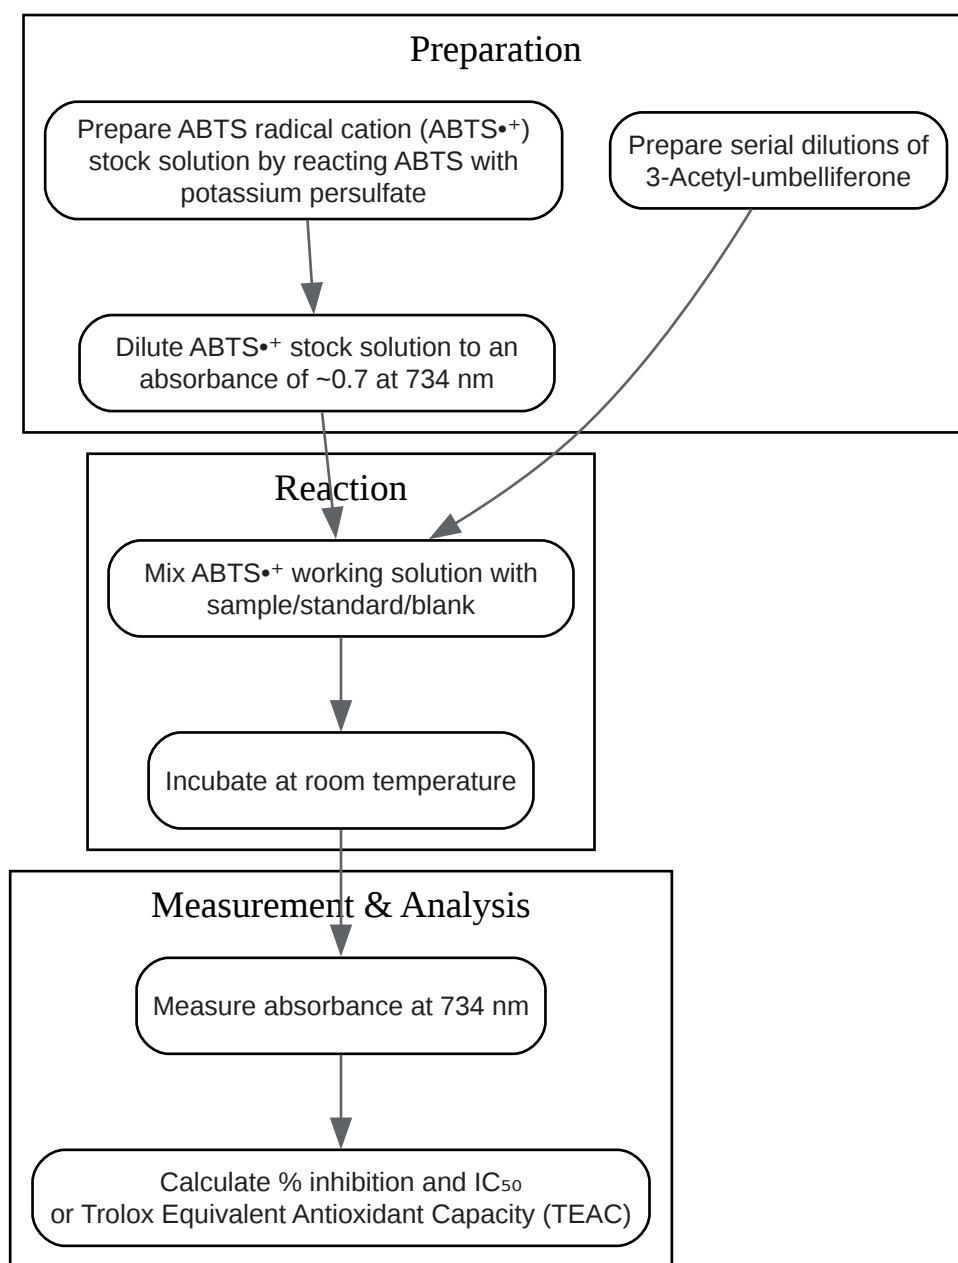 Preparation
Prepare ABTS radical cation (ABTS•⁺)
stock solution by reacting ABTS with
potassium persulfate
Prepare serial dilutions of
3-Acetyl-umbelliferone
Dilute ABTS•⁺ stock solution to an
absorbance of ~0.7 at 734 nm
Reaction
Mix ABTS•⁺ working solution with
sample/standard/blank
Incubate at room temperature
Measurement & Analysis
Measure absorbance at 734 nm
Calculate % inhibition and IC₅₀
or Trolox Equivalent Antioxidant Capacity (TEAC)